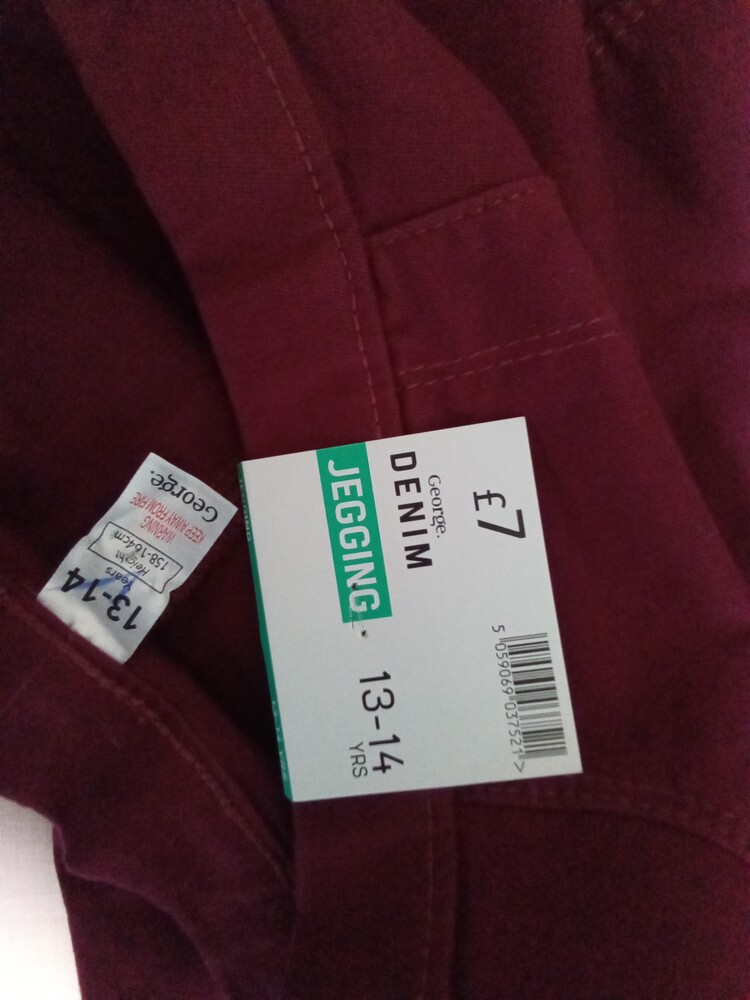 £7
George.
DENIM
JEGGING
13-14
YRS
5 059069 037521 >
George.
WARNING
KEEP AWAY FROM FIRE
Height
158-164cm
Years
13-14